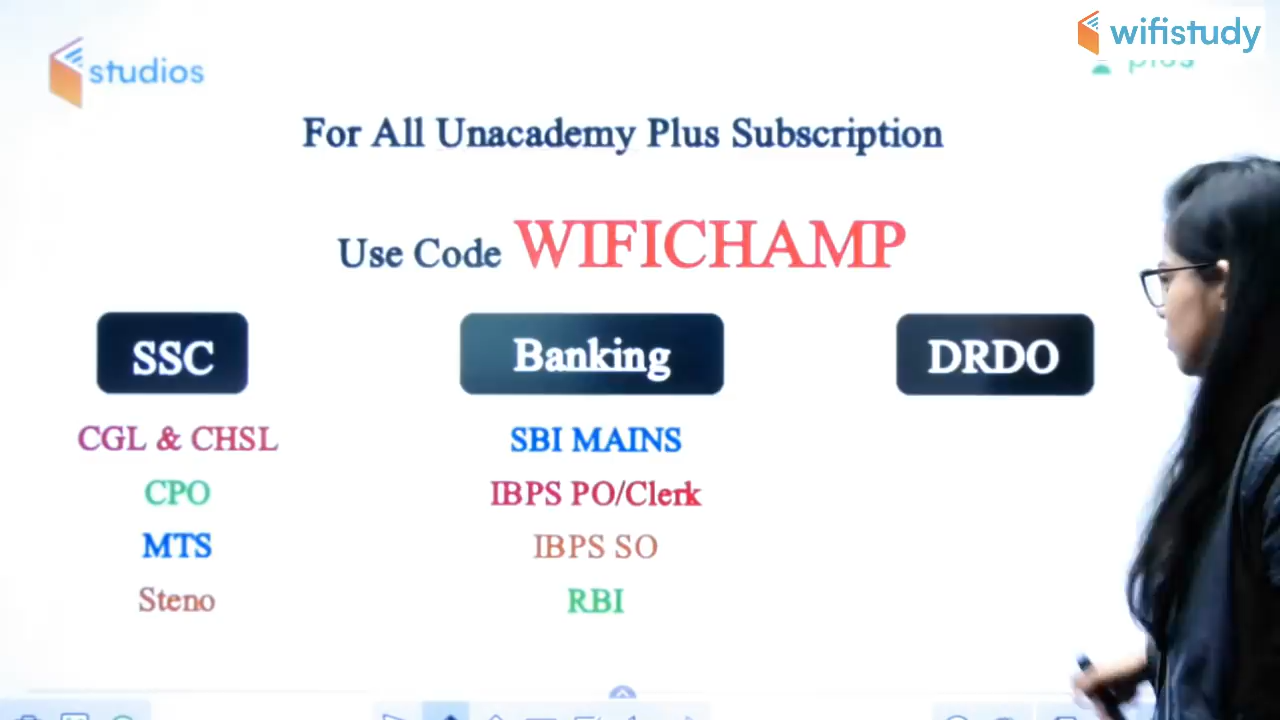 wifistudy
studios
plus
For All Unacademy Plus Subscription
Use Code WIFICHAMP
SSC
CGL & CHSL
CPO
MTS
Steno
Banking
SBI MAINS
IBPS PO/Clerk
IBPS SO
RBI
DRDO